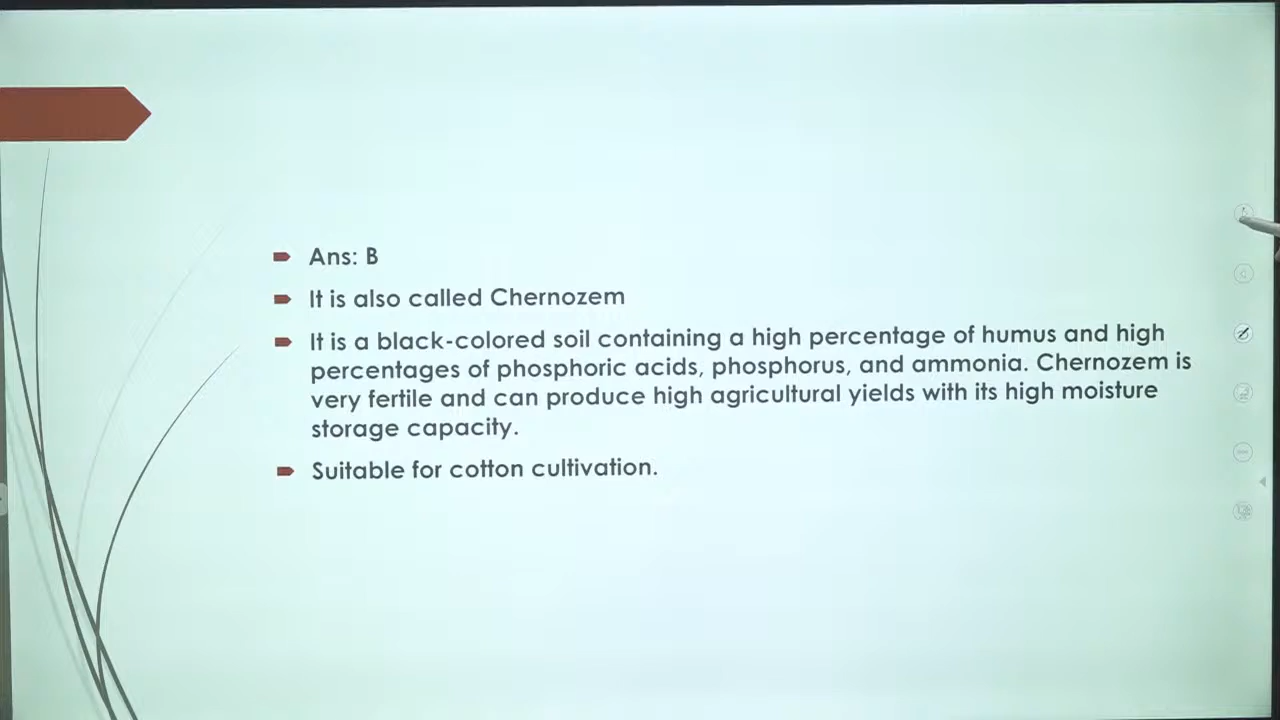 Ans: B
It is also called Chernozem
It is a black-colored soil containing a high percentage of humus and high
percentages of phosphoric acids, phosphorus, and ammonia. Chernozem is
very fertile and can produce high agricultural yields with its high moisture
storage capacity.
Suitable for cotton cultivation.